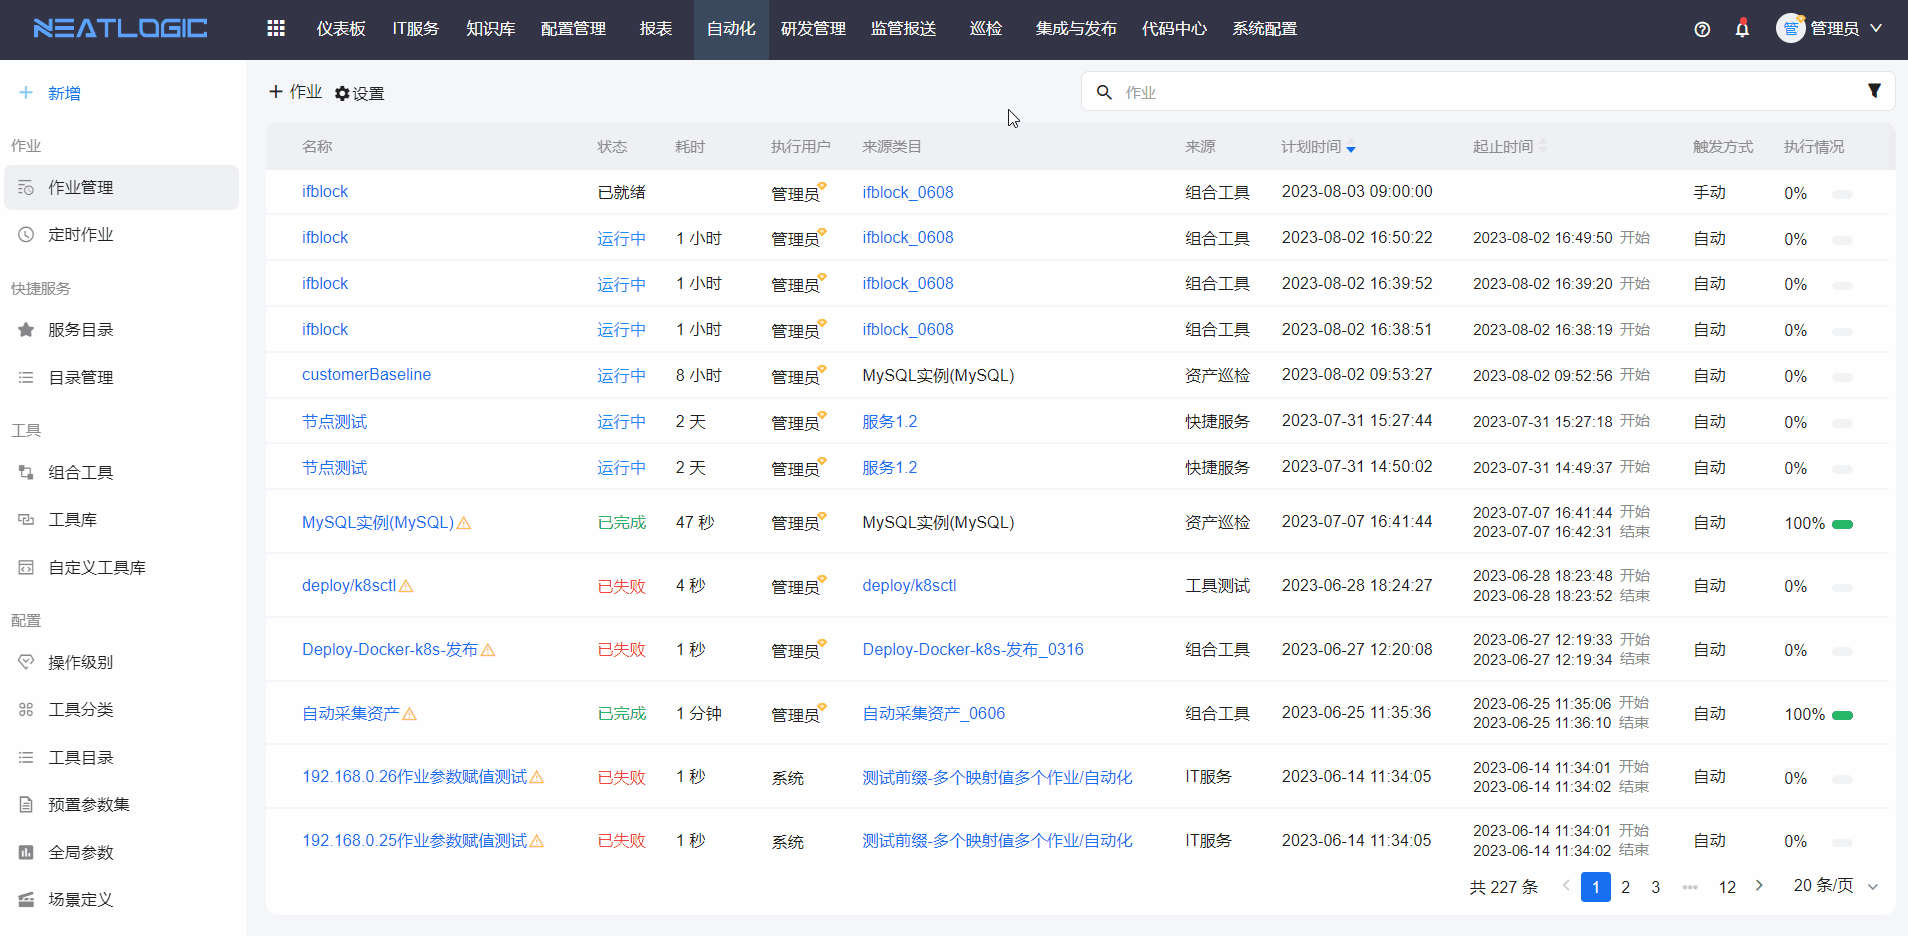 NEATLOGIC 仪表板 IT服务 知识库 配置管理 报表 自动化 研发管理 监管报送 巡检 集成与发布 代码中心 系统配置 管 管理员
新增
作业
作业管理
定时作业
快捷服务
服务目录
目录管理
工具
组合工具
工具库
自定义工具库
配置
操作级别
工具分类
工具目录
预置参数集
全局参数
场景定义
作业 设置 作业
名称 状态 耗时 执行用户 来源类目 来源 计划时间 起止时间 触发方式 执行情况
ifblock 已就绪 管理员 ifblock_0608 组合工具 2023-08-03 09:00:00 手动 0%
ifblock 运行中 1 小时 管理员 ifblock_0608 组合工具 2023-08-02 16:50:22 2023-08-02 16:49:50 开始 自动 0%
ifblock 运行中 1 小时 管理员 ifblock_0608 组合工具 2023-08-02 16:39:52 2023-08-02 16:39:20 开始 自动 0%
ifblock 运行中 1 小时 管理员 ifblock_0608 组合工具 2023-08-02 16:38:51 2023-08-02 16:38:19 开始 自动 0%
customerBaseline 运行中 8 小时 管理员 MySQL实例(MySQL) 资产巡检 2023-08-02 09:53:27 2023-08-02 09:52:56 开始 自动 0%
节点测试 运行中 2 天 管理员 服务1.2 快捷服务 2023-07-31 15:27:44 2023-07-31 15:27:18 开始 自动 0%
节点测试 运行中 2 天 管理员 服务1.2 快捷服务 2023-07-31 14:50:02 2023-07-31 14:49:37 开始 自动 0%
MySQL实例(MySQL) 已完成 47 秒 管理员 MySQL实例(MySQL) 资产巡检 2023-07-07 16:41:44 2023-07-07 16:41:44 开始 自动 100%
2023-07-07 16:42:31 结束
deploy/k8sctl 已失败 4 秒 管理员 deploy/k8sctl 工具测试 2023-06-28 18:24:27 2023-06-28 18:23:48 开始 自动 0%
2023-06-28 18:23:52 结束
Deploy-Docker-k8s-发布 已失败 1 秒 管理员 Deploy-Docker-k8s-发布_0316 组合工具 2023-06-27 12:20:08 2023-06-27 12:19:33 开始 自动 0%
2023-06-27 12:19:34 结束
自动采集资产 已完成 1 分钟 管理员 自动采集资产_0606 组合工具 2023-06-25 11:35:36 2023-06-25 11:35:06 开始 自动 100%
2023-06-25 11:36:10 结束
192.168.0.26作业参数赋值测试 已失败 1 秒 系统 测试前缀-多个映射值多个作业/自动化 IT服务 2023-06-14 11:34:05 2023-06-14 11:34:01 开始 自动 0%
2023-06-14 11:34:02 结束
192.168.0.25作业参数赋值测试 已失败 1 秒 系统 测试前缀-多个映射值多个作业/自动化 IT服务 2023-06-14 11:34:05 2023-06-14 11:34:01 开始 自动 0%
2023-06-14 11:34:02 结束
共 227 条 1 2 3 ••• 12 20 条/页